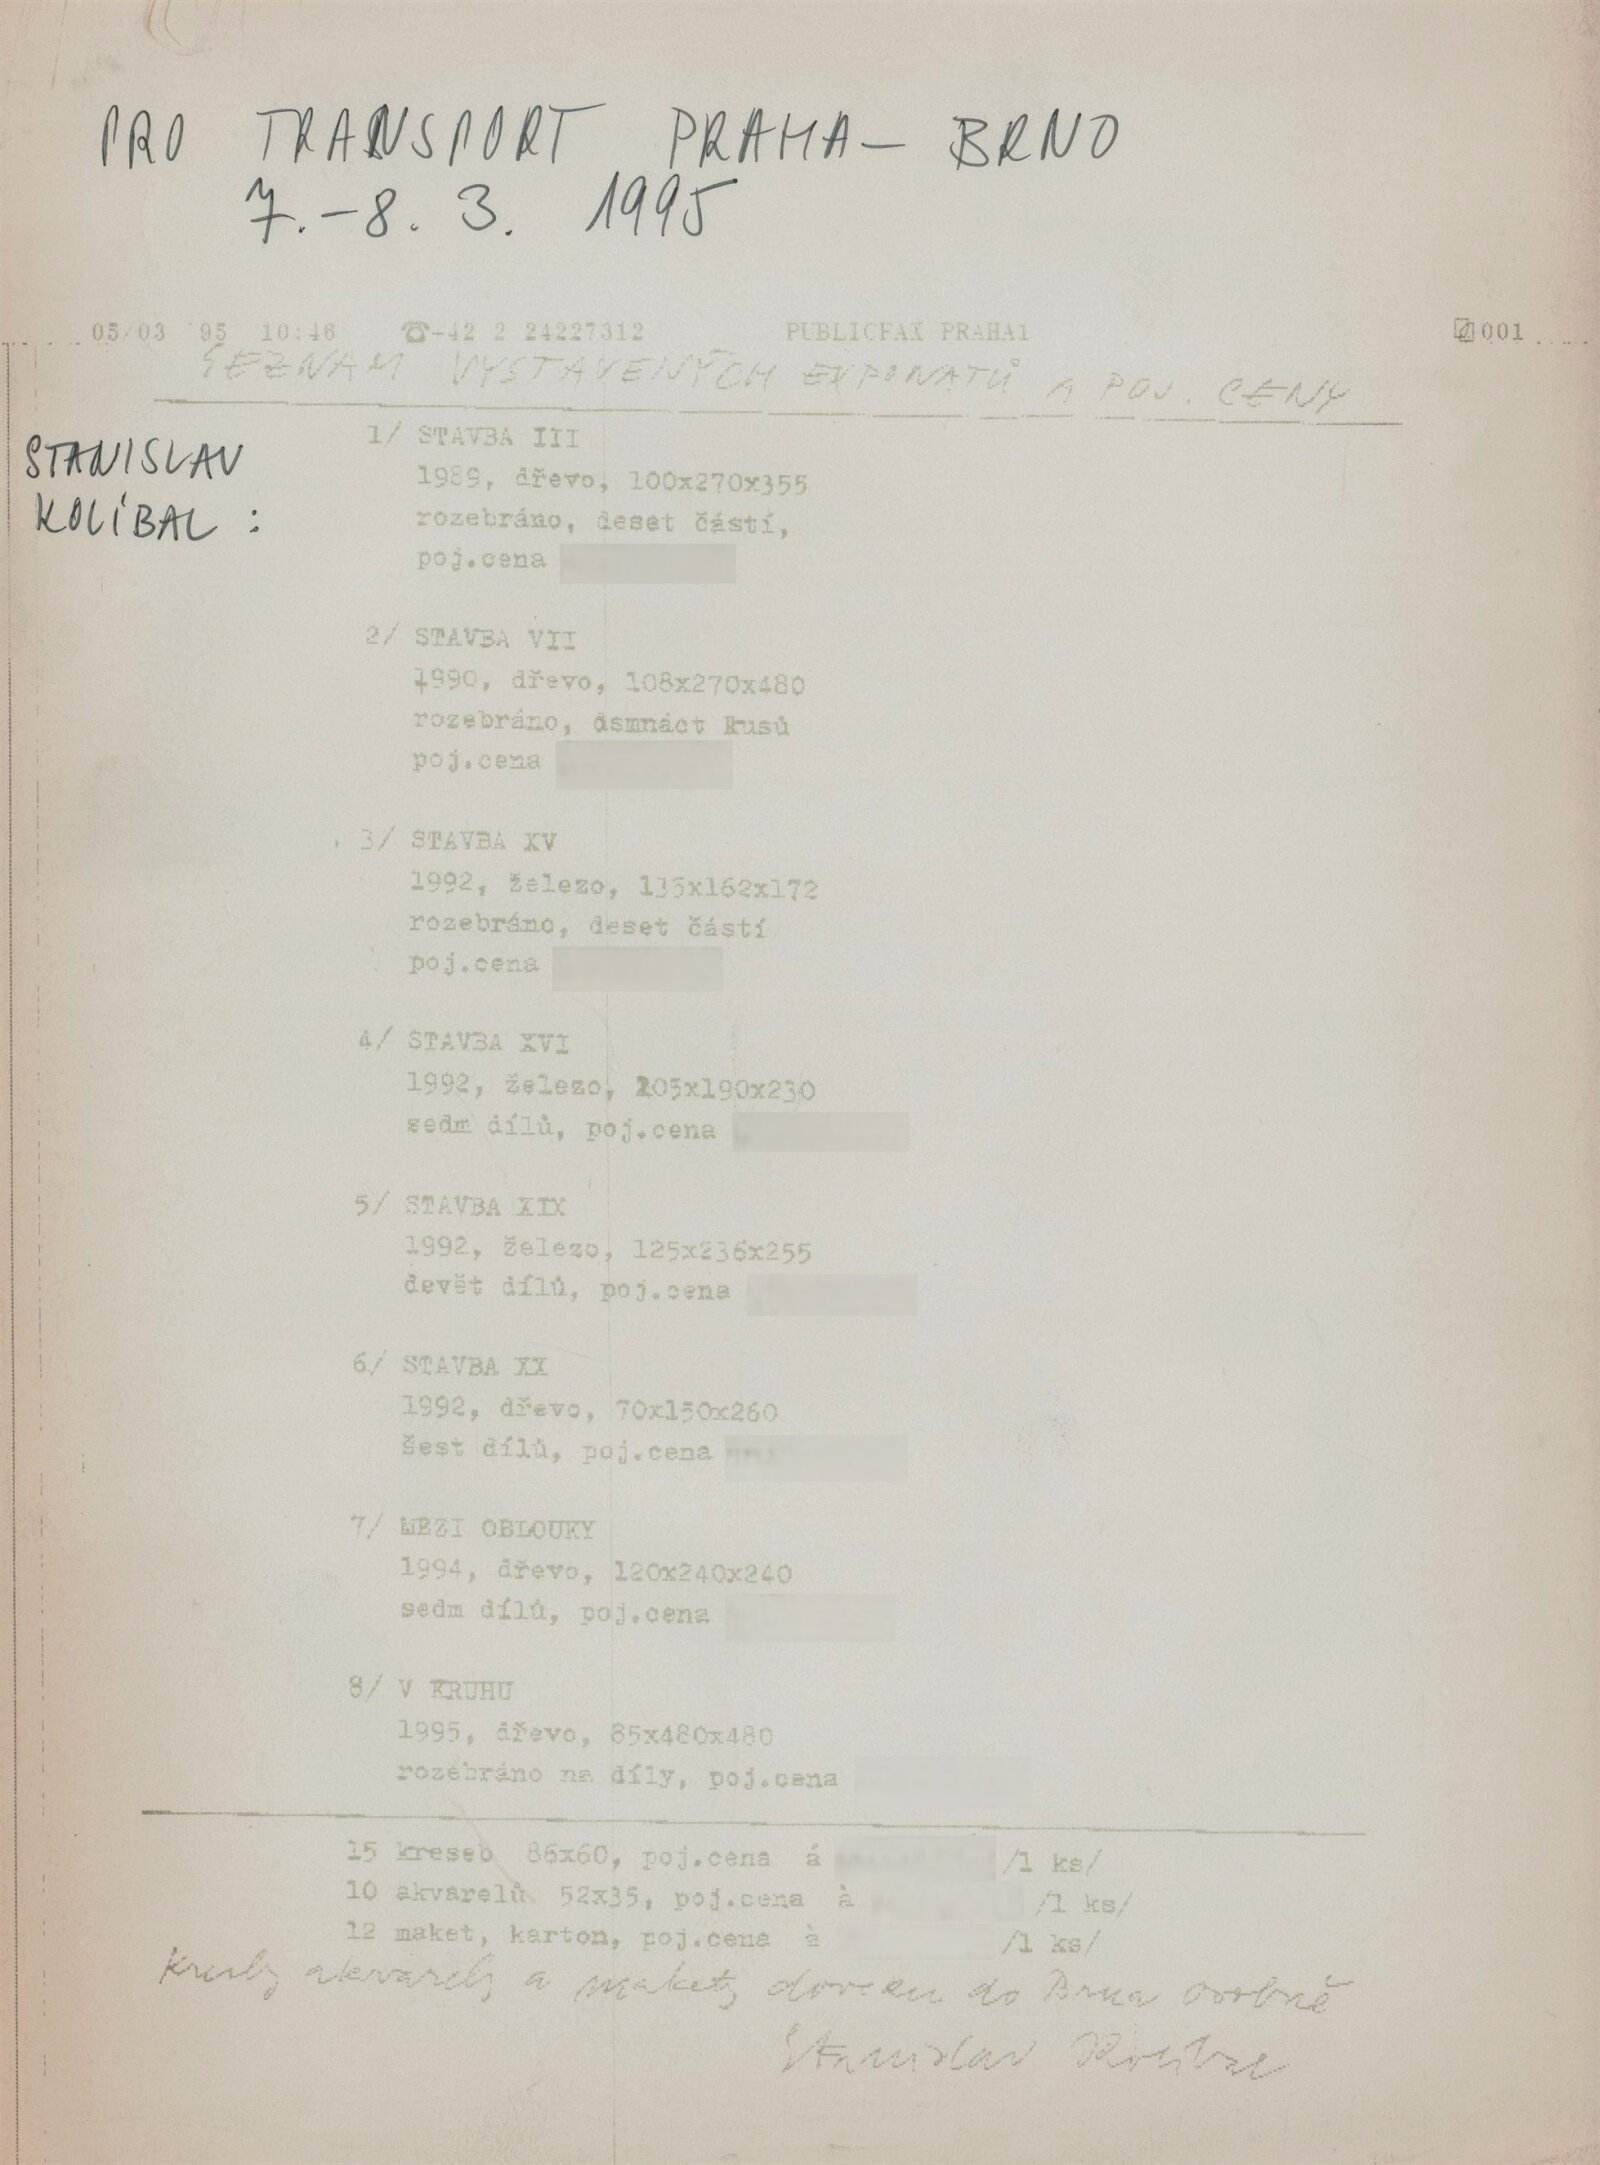 PRO TRANSPORT PRAHA – BRNO
7. – 8. 3. 1995
05/03 '95 10:46 ☎+42 2 24227312 PUBLICFAX PRAHA1 001
SEZNAM VYSTAVENÝCH EXPONATŮ A POJ. CENY
STANISLAV
KOLÍBAL :
1/ STAVBA III
1989, dřevo, 100x270x355
rozebráno, deset částí,
poj.cena
2/ STAVBA VII
1990, dřevo, 108x270x480
rozebráno, dsmnáct kusů
poj.cena
3/ STAVBA XV
1992, železo, 135x162x172
rozebráno, deset částí
poj.cena
4/ STAVBA XVI
1992, železo, 205x190x230
sedm dílů, poj.cena
5/ STAVBA XIX
1992, železo, 125x236x255
devět dílů, poj.cena
6/ STAVBA XX
1992, dřevo, 70x150x260
šest dílů, poj.cena
7/ MEZI OBLOUKY
1994, dřevo, 120x240x240
sedm dílů, poj.cena
8/ V KRUHU
1995, dřevo, 85x480x480
rozebráno na díly, poj.cena
15 kreseb 86x60, poj.cena á /1 ks/
10 akvarelů 52x35, poj.cena à /1 ks/
12 maket, karton, poj.cena à /1 ks/
Kresby akvarely a makety dovezu do Brna osobně
Stanislav Kolíbal